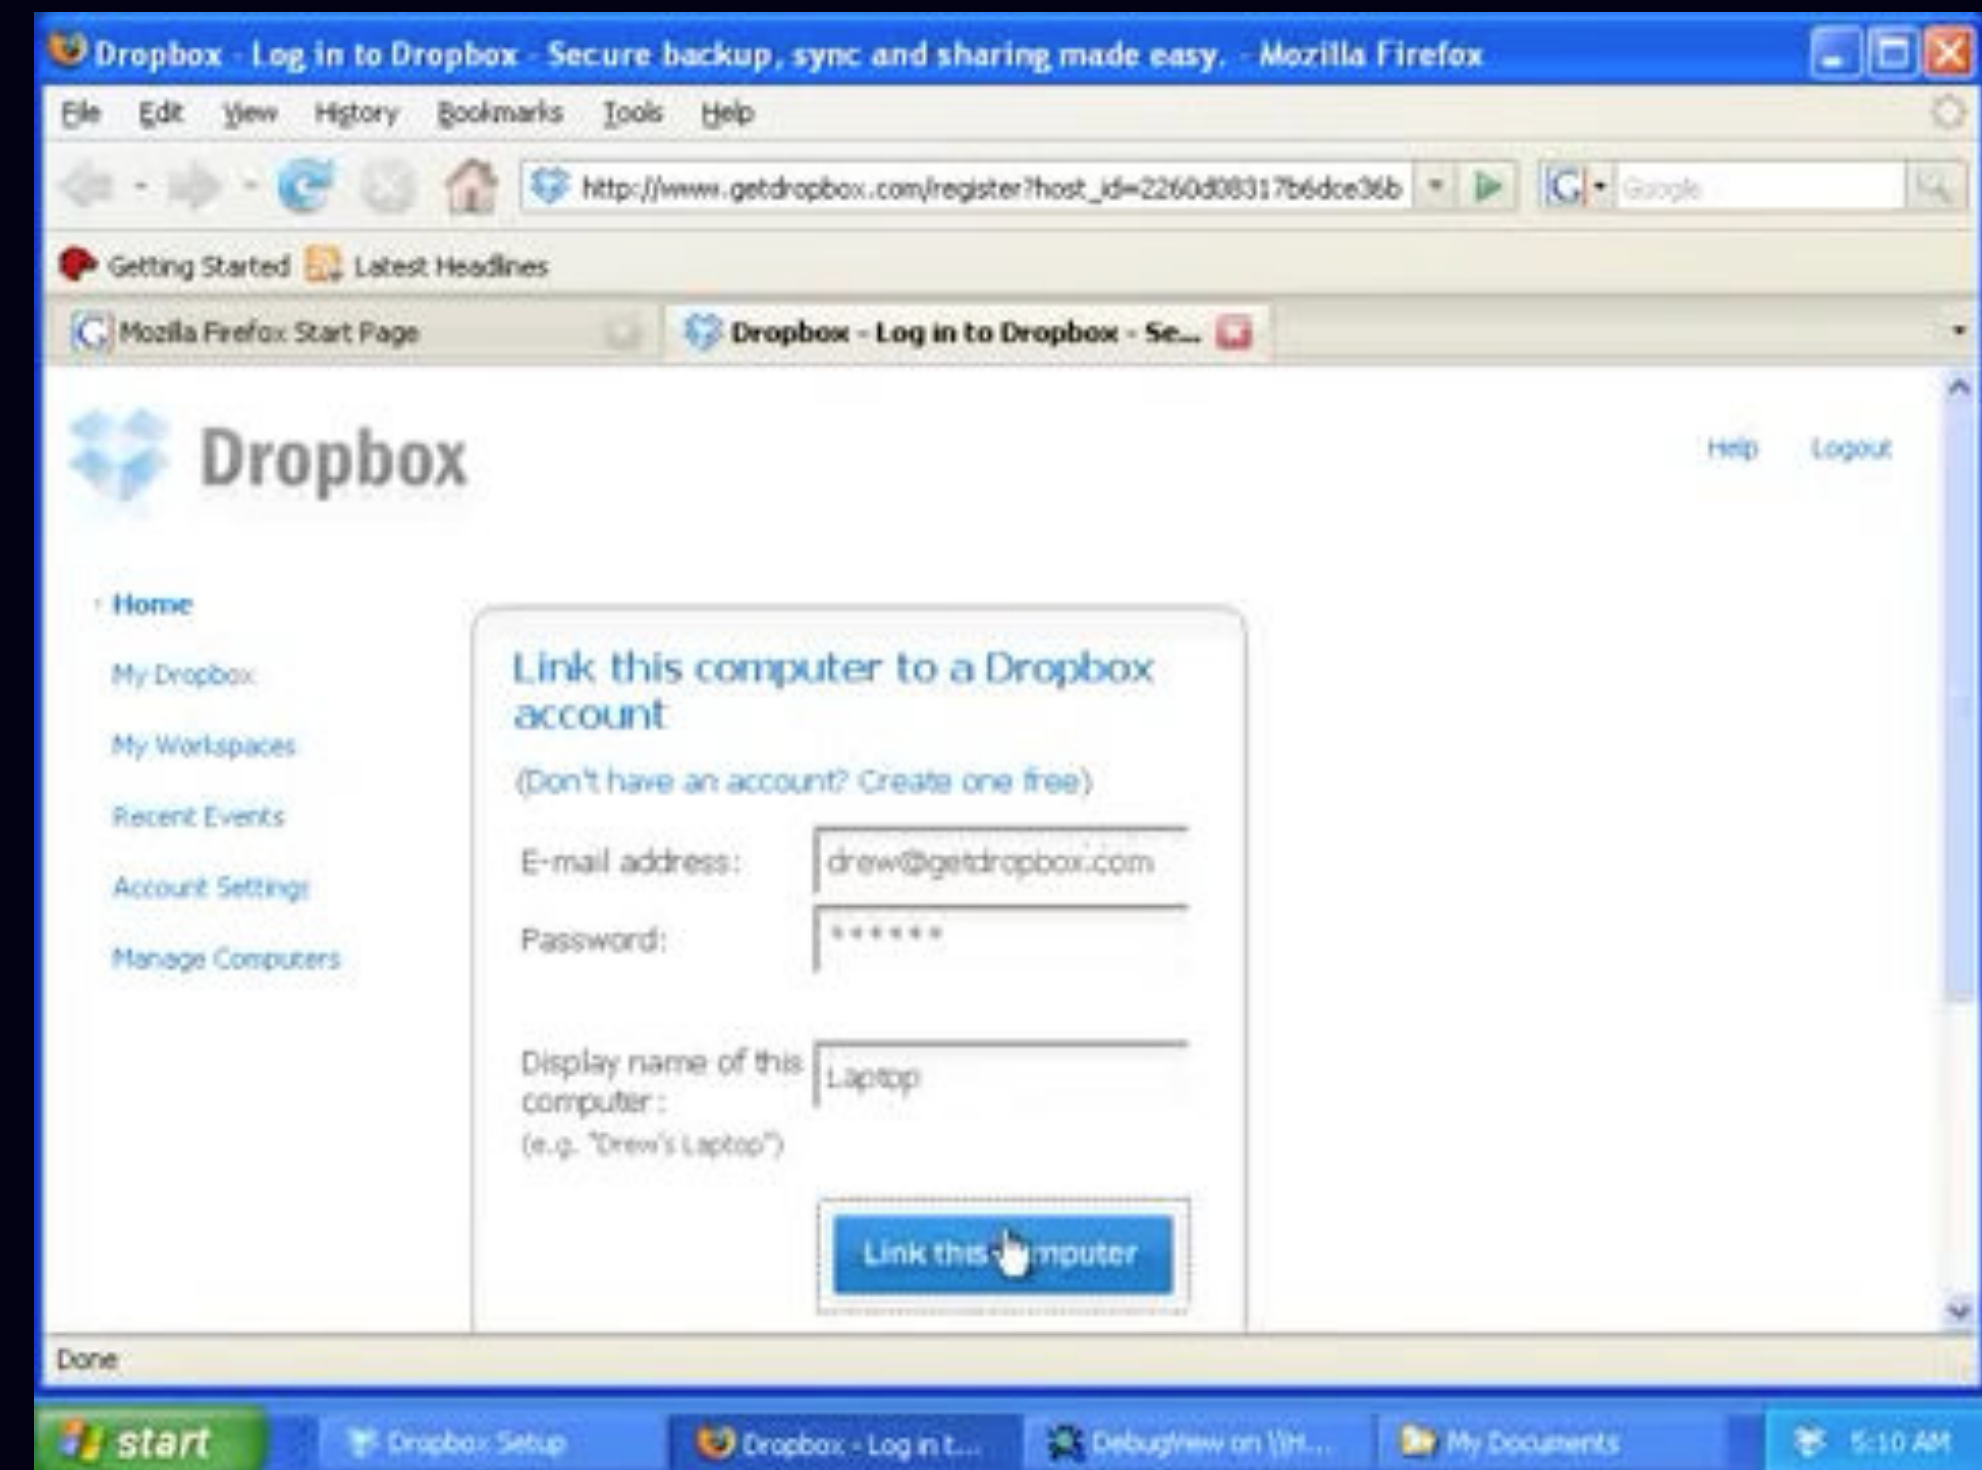 Dropbox - Log in to Dropbox - Secure backup, sync and sharing made easy. - Mozilla Firefox
File Edit View History Bookmarks Tools Help
http://www.getdropbox.com/register?host_id=2260d08317b6dce36b
Google
Getting Started Latest Headlines
Mozilla Firefox Start Page
Dropbox - Log in to Dropbox - Se...
Dropbox
Help Logout
Home
My Dropbox
My Workspaces
Recent Events
Account Settings
Manage Computers
Link this computer to a Dropbox
account
(Don't have an account? Create one free)
E-mail address: drew@getdropbox.com
Password: ******
Display name of this
computer:
(e.g. "Drew's Laptop")
Laptop
Link this computer
Done
start
Dropbox Setup
Dropbox - Log in t...
DebugView on \\H...
My Documents
5:10 AM